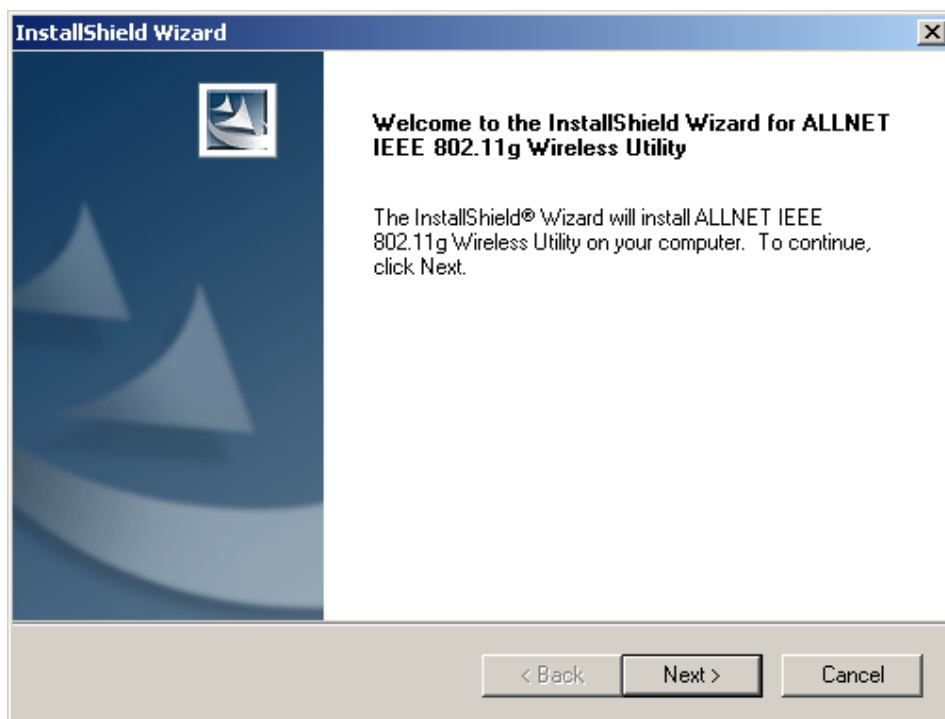 InstallShield Wizard
Welcome to the InstallShield Wizard for ALLNET
IEEE 802.11g Wireless Utility
The InstallShield® Wizard will install ALLNET IEEE
802.11g Wireless Utility on your computer.  To continue,
click Next.
< Back
Next >
Cancel